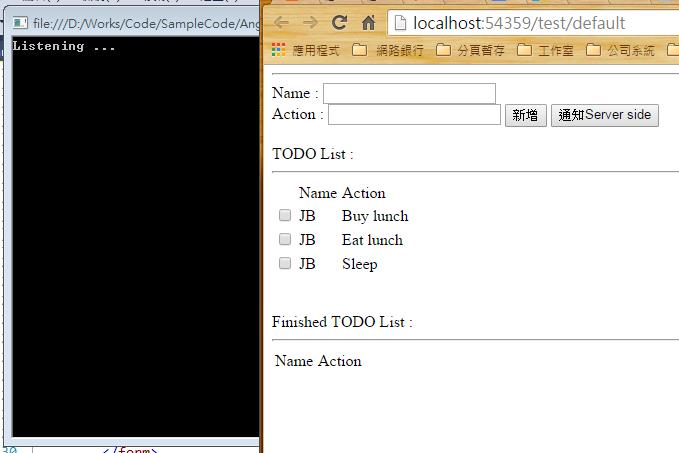 file:///D:/Works/Code/SampleCode/Ang
Listening ...
localhost:54359/test/default
應用程式 網路銀行 分頁暫存 工作室 公司系統
Name :
Action : 新增 通知Server side
TODO List :
Name Action
JB Buy lunch
JB Eat lunch
JB Sleep
Finished TODO List :
Name Action
30 </form>